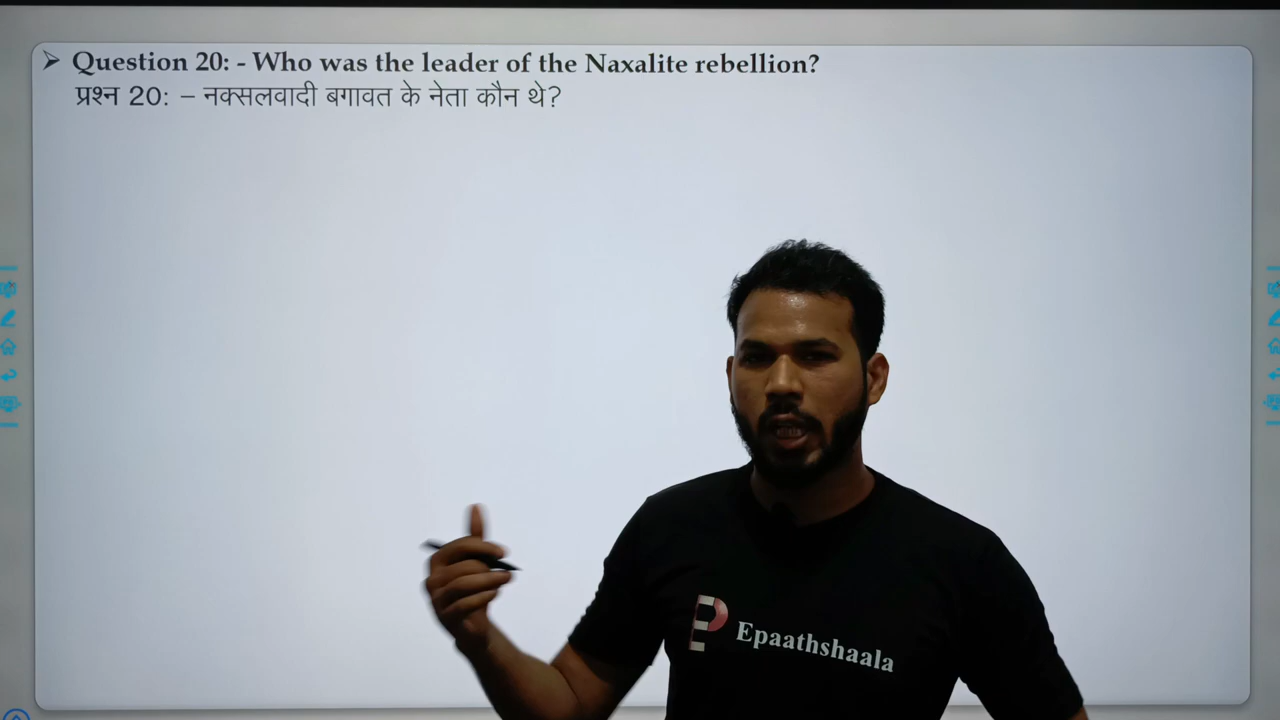 ➢ Question 20: - Who was the leader of the Naxalite rebellion?
प्रश्न 20: – नक्सलवादी बगावत के नेता कौन थे?
Epaathshaala